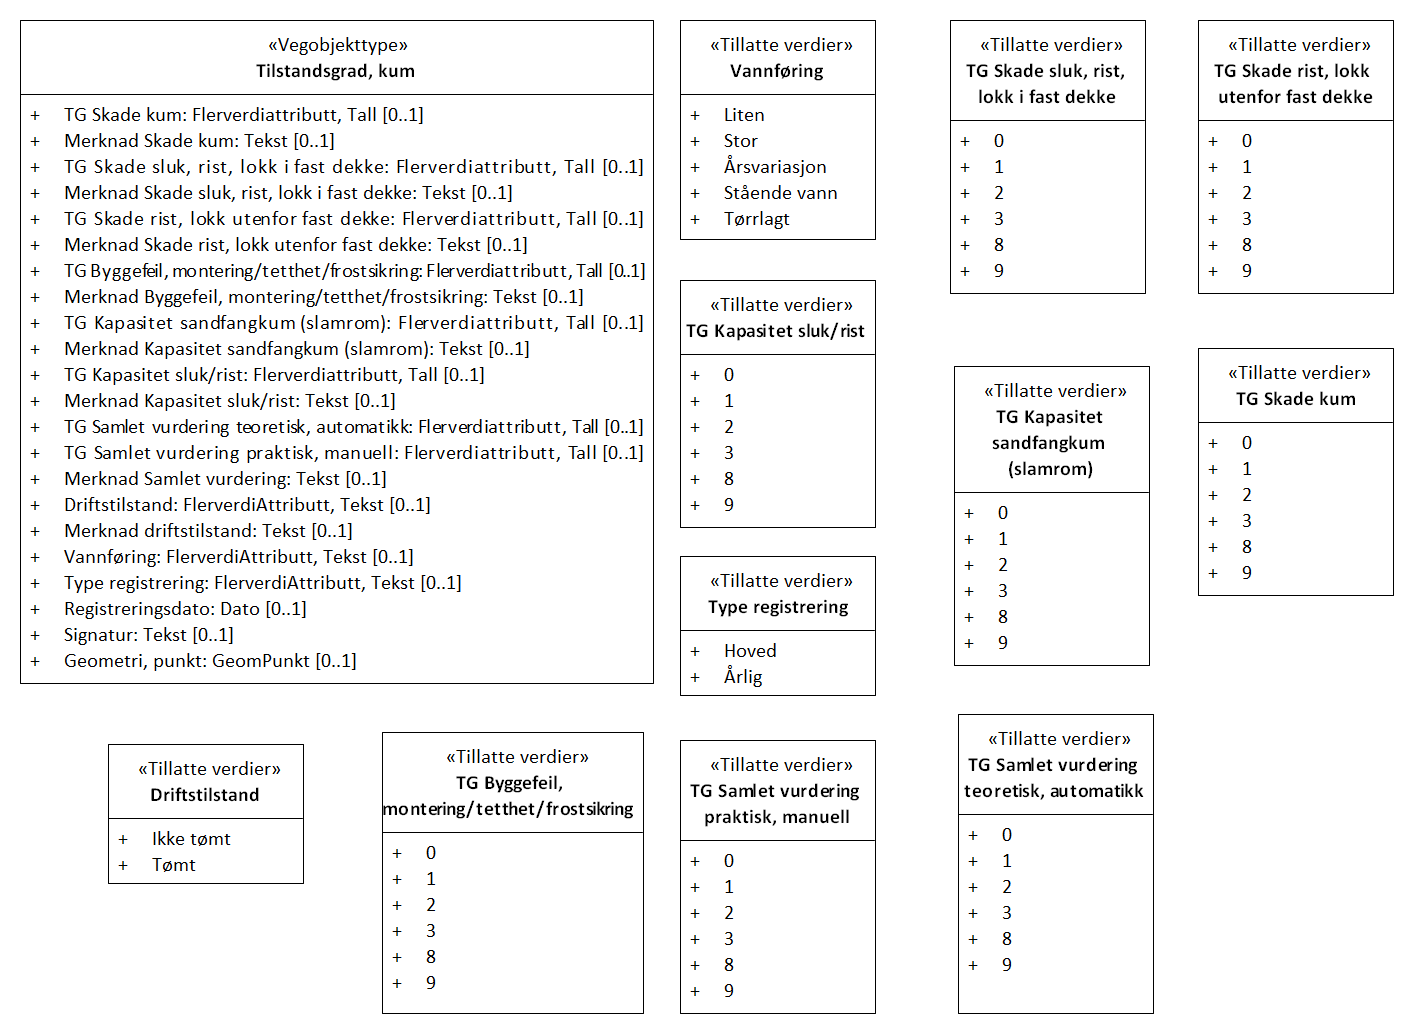 «Vegobjekttype»
Tilstandsgrad, kum
+ TG Skade kum: Flerverdiattributt, Tall [0..1]
+ Merknad Skade kum: Tekst [0..1]
+ TG Skade sluk, rist, lokk i fast dekke: Flerverdiattributt, Tall [0..1]
+ Merknad Skade sluk, rist, lokk i fast dekke: Tekst [0..1]
+ TG Skade rist, lokk utenfor fast dekke: Flerverdiattributt, Tall [0..1]
+ Merknad Skade rist, lokk utenfor fast dekke: Tekst [0..1]
+ TG Byggefeil, montering/tetthet/frostsikring: Flerverdiattributt, Tall [0..1]
+ Merknad Byggefeil, montering/tetthet/frostsikring: Tekst [0..1]
+ TG Kapasitet sandfangkum (slamrom): Flerverdiattributt, Tall [0..1]
+ Merknad Kapasitet sandfangkum (slamrom): Tekst [0..1]
+ TG Kapasitet sluk/rist: Flerverdiattributt, Tall [0..1]
+ Merknad Kapasitet sluk/rist: Tekst [0..1]
+ TG Samlet vurdering teoretisk, automatikk: Flerverdiattributt, Tall [0..1]
+ TG Samlet vurdering praktisk, manuell: Flerverdiattributt, Tall [0..1]
+ Merknad Samlet vurdering: Tekst [0..1]
+ Driftstilstand: FlerverdiAttributt, Tekst [0..1]
+ Merknad driftstilstand: Tekst [0..1]
+ Vannføring: FlerverdiAttributt, Tekst [0..1]
+ Type registrering: FlerverdiAttributt, Tekst [0..1]
+ Registreringsdato: Dato [0..1]
+ Signatur: Tekst [0..1]
+ Geometri, punkt: GeomPunkt [0..1]
«Tillatte verdier»
Vannføring
+ Liten
+ Stor
+ Årsvariasjon
+ Stående vann
+ Tørrlagt
«Tillatte verdier»
TG Skade sluk, rist,
lokk i fast dekke
+ 0
+ 1
+ 2
+ 3
+ 8
+ 9
«Tillatte verdier»
TG Skade rist, lokk
utenfor fast dekke
+ 0
+ 1
+ 2
+ 3
+ 8
+ 9
«Tillatte verdier»
TG Kapasitet sluk/rist
+ 0
+ 1
+ 2
+ 3
+ 8
+ 9
«Tillatte verdier»
TG Kapasitet
sandfangkum
(slamrom)
+ 0
+ 1
+ 2
+ 3
+ 8
+ 9
«Tillatte verdier»
TG Skade kum
+ 0
+ 1
+ 2
+ 3
+ 8
+ 9
«Tillatte verdier»
Type registrering
+ Hoved
+ Årlig
«Tillatte verdier»
Driftstilstand
+ Ikke tømt
+ Tømt
«Tillatte verdier»
TG Byggefeil,
montering/tetthet/frostsikring
+ 0
+ 1
+ 2
+ 3
+ 8
+ 9
«Tillatte verdier»
TG Samlet vurdering
praktisk, manuell
+ 0
+ 1
+ 2
+ 3
+ 8
+ 9
«Tillatte verdier»
TG Samlet vurdering
teoretisk, automatikk
+ 0
+ 1
+ 2
+ 3
+ 8
+ 9